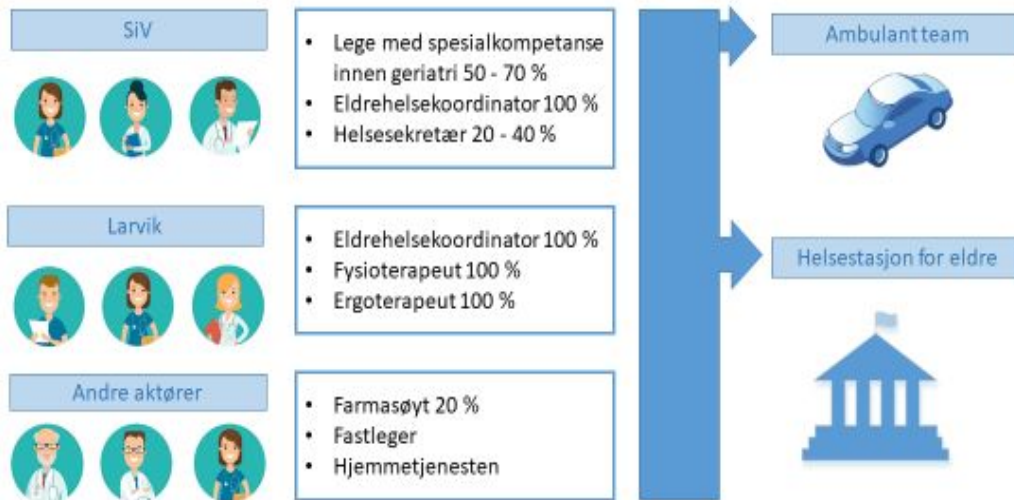 SiV
• Lege med spesialkompetanse
innen geriatri 50 - 70 %
• Eldrehelsekoordinator 100 %
• Helsesekretær 20 - 40 %
Ambulant team
Larvik
• Eldrehelsekoordinator 100 %
• Fysioterapeut 100 %
• Ergoterapeut 100 %
Helsestasjon for eldre
Andre aktører
• Farmasøyt 20 %
• Fastleger
• Hjemmetjenesten